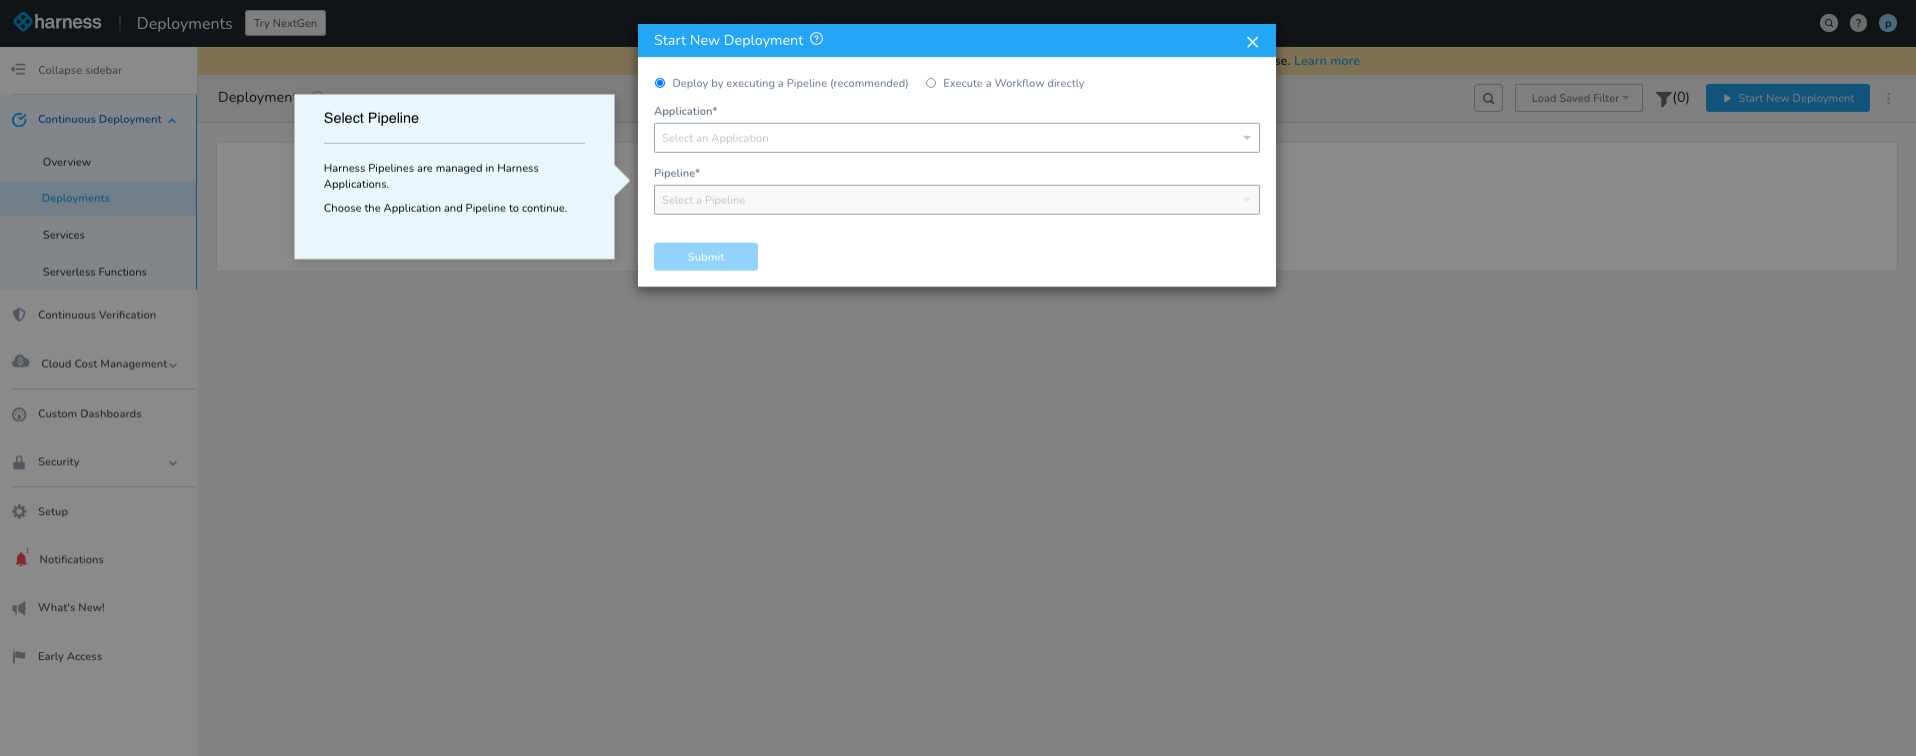 harness
Deployments
Try NextGen
?
p
Start New Deployment ?
se. Learn more
Collapse sidebar
Deploy by executing a Pipeline (recommended)
Execute a Workflow directly
Deployment
Load Saved Filter
(0)
Start New Deployment
Application*
Select an Application
Select Pipeline
Harness Pipelines are managed in Harness
Applications.
Choose the Application and Pipeline to continue.
Pipeline*
Select a Pipeline
Submit
Continuous Deployment
Overview
Deployments
Services
Serverless Functions
Continuous Verification
Cloud Cost Management
Custom Dashboards
Security
Setup
1
Notifications
What's New!
Early Access